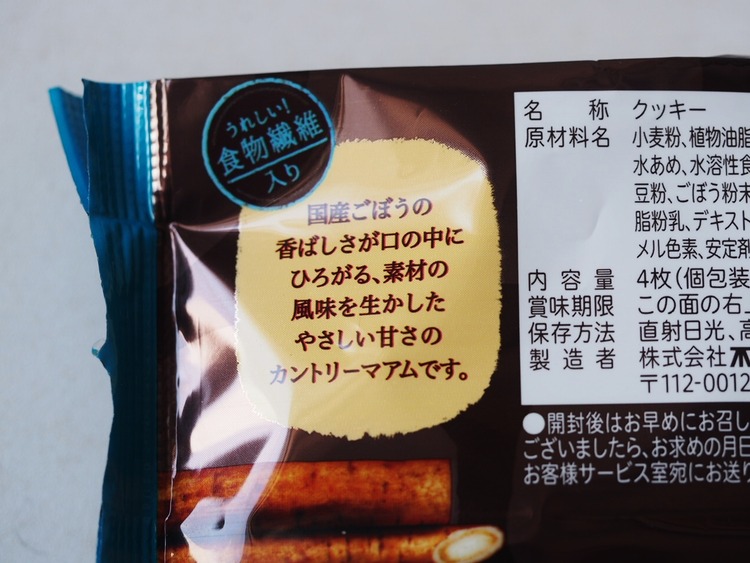 うれしい!
食物繊維
入り
国産ごぼうの
香ばしさが口の中に
ひろがる、素材の
風味を生かした
やさしい甘さの
カントリーマアムです。
名称 クッキー
原材料名 小麦粉、植物油脂
水あめ、水溶性食
豆粉、ごぼう粉末
脂粉乳、デキスト
メル色素、安定剤
内容量 4枚(個包装
賞味期限 この面の右上
保存方法 直射日光、高
製造者 株式会社不
〒112-0012
●開封後はお早めにお召し
ございましたら、お求めの月日
お客様サービス室宛にお送り